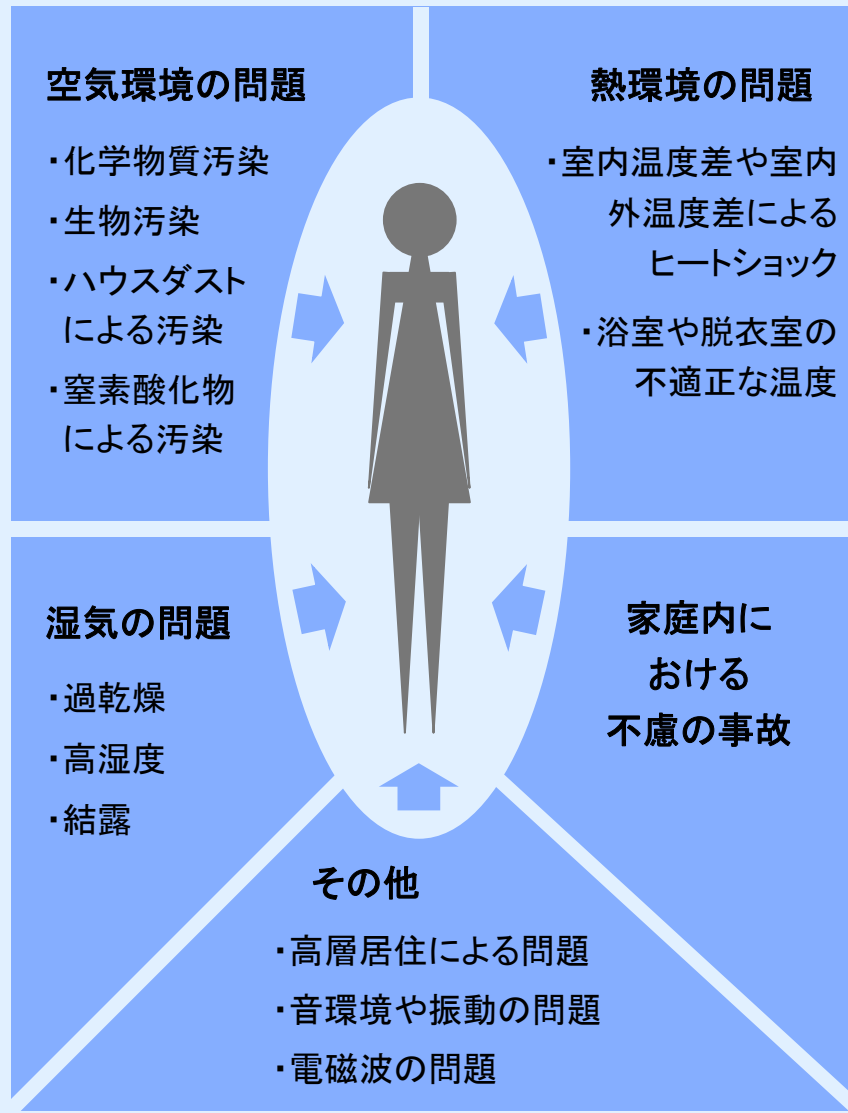 空気環境の問題
・化学物質汚染
・生物汚染
・ハウスダスト
による汚染
・窒素酸化物
による汚染
熱環境の問題
・室内温度差や室内
外温度差による
ヒートショック
・浴室や脱衣室の
不適正な温度
湿気の問題
・過乾燥
・高湿度
・結露
家庭内に
おける
不慮の事故
その他
・高層居住による問題
・音環境や振動の問題
・電磁波の問題